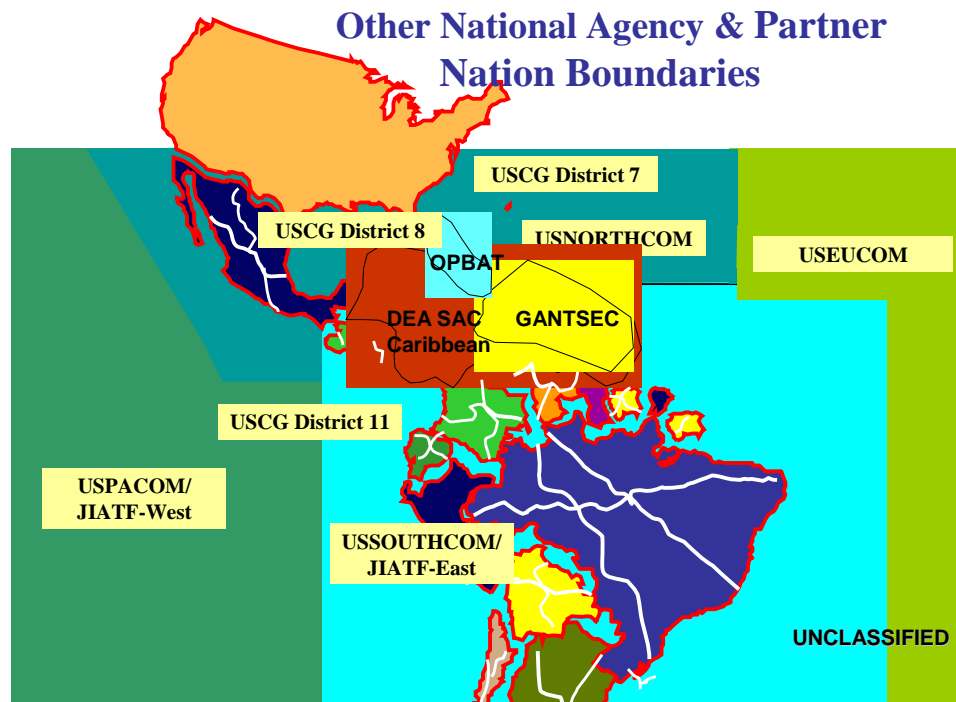 Other National Agency & Partner
Nation Boundaries
USCG District 7
USCG District 8
USNORTHCOM
USEUCOM
OPBAT
DEA SAC
Caribbean
GANTSEC
USCG District 11
USPACOM/
JIATF-West
USSOUTHCOM/
JIATF-East
UNCLASSIFIED